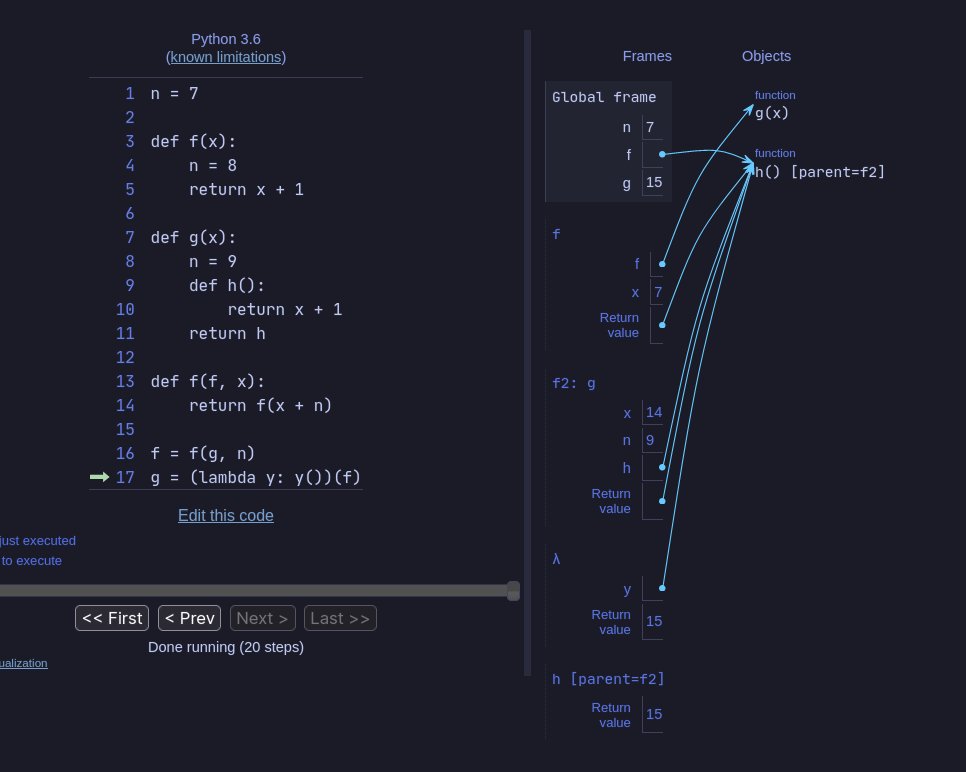 Python 3.6
(known limitations)
1 n = 7
2
3 def f(x):
4     n = 8
5     return x + 1
6
7 def g(x):
8     n = 9
9     def h():
10         return x + 1
11     return h
12
13 def f(f, x):
14     return f(x + n)
15
16 f = f(g, n)
17 g = (lambda y: y())(f)
Edit this code
just executed
to execute
<< First < Prev Next > Last >>
Done running (20 steps)
ualization
Frames Objects
Global frame
n 7
f
g 15
function
g(x)
function
h() [parent=f2]
f
f
x 7
Return
value
f2: g
x 14
n 9
h
Return
value
λ
y
Return
value 15
h [parent=f2]
Return
value 15